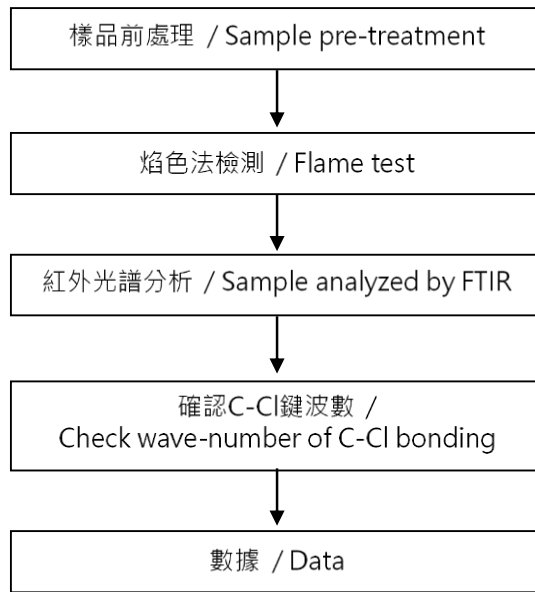 樣品前處理 / Sample pre-treatment
焰色法檢測 / Flame test
紅外光譜分析 / Sample analyzed by FTIR
確認C-Cl鍵波數 /
Check wave-number of C-Cl bonding
數據 / Data